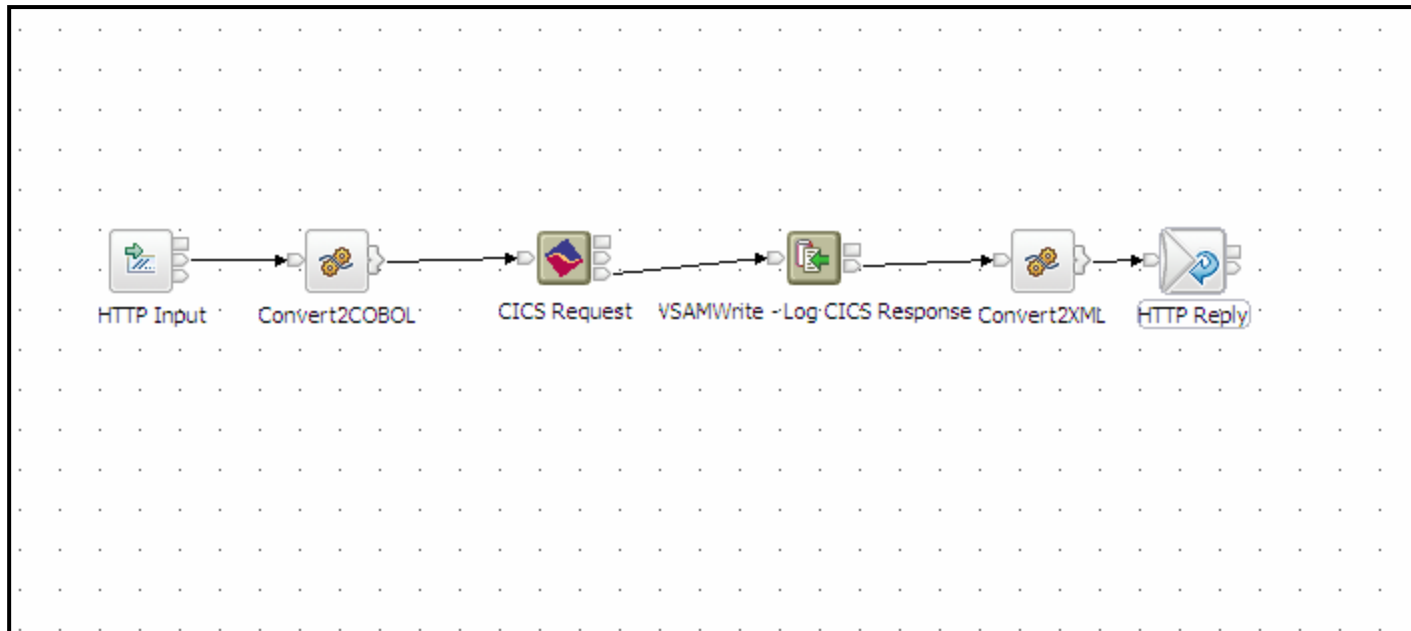 HTTP Input
Convert2COBOL
CICS Request
VSAMWrite - Log CICS Response
Convert2XML
HTTP Reply